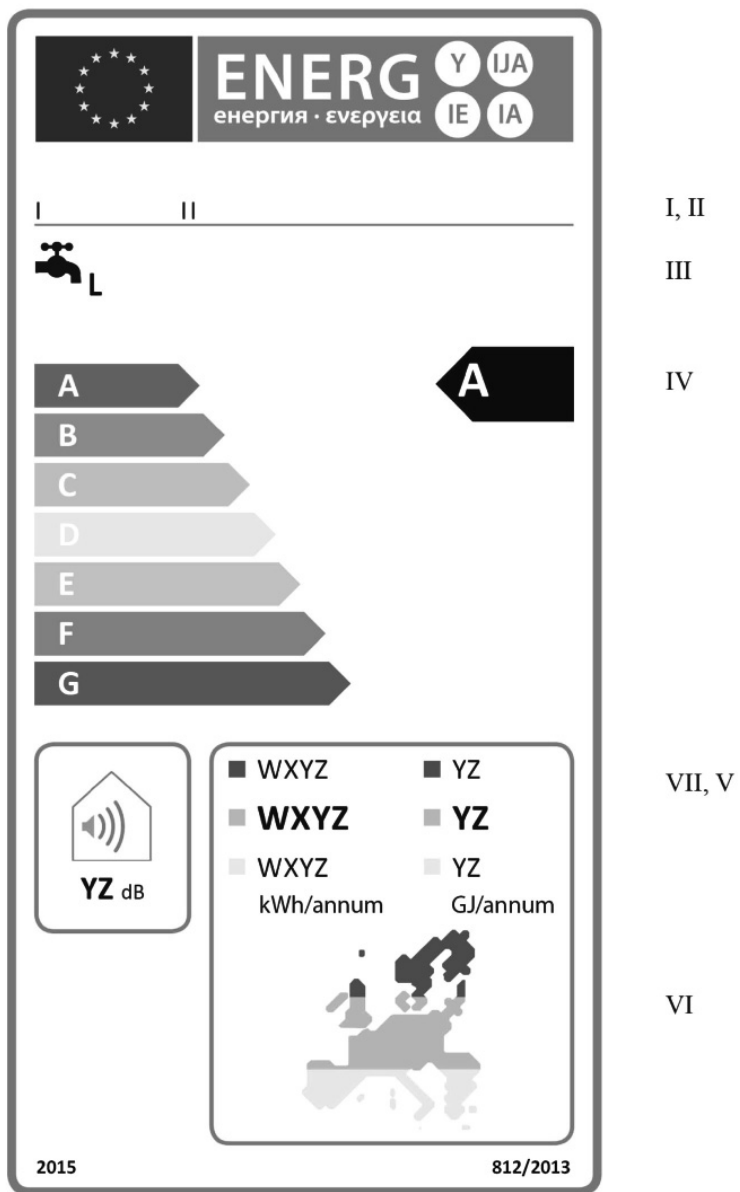 ENERG Y IJA
енергия · ενεργεια IE IA
I II
I, II
L
III
A A
IV
B
C
D
E
F
G
WXYZ YZ
VII, V
WXYZ YZ
WXYZ YZ
YZ dB
kWh/annum GJ/annum
VI
2015 812/2013